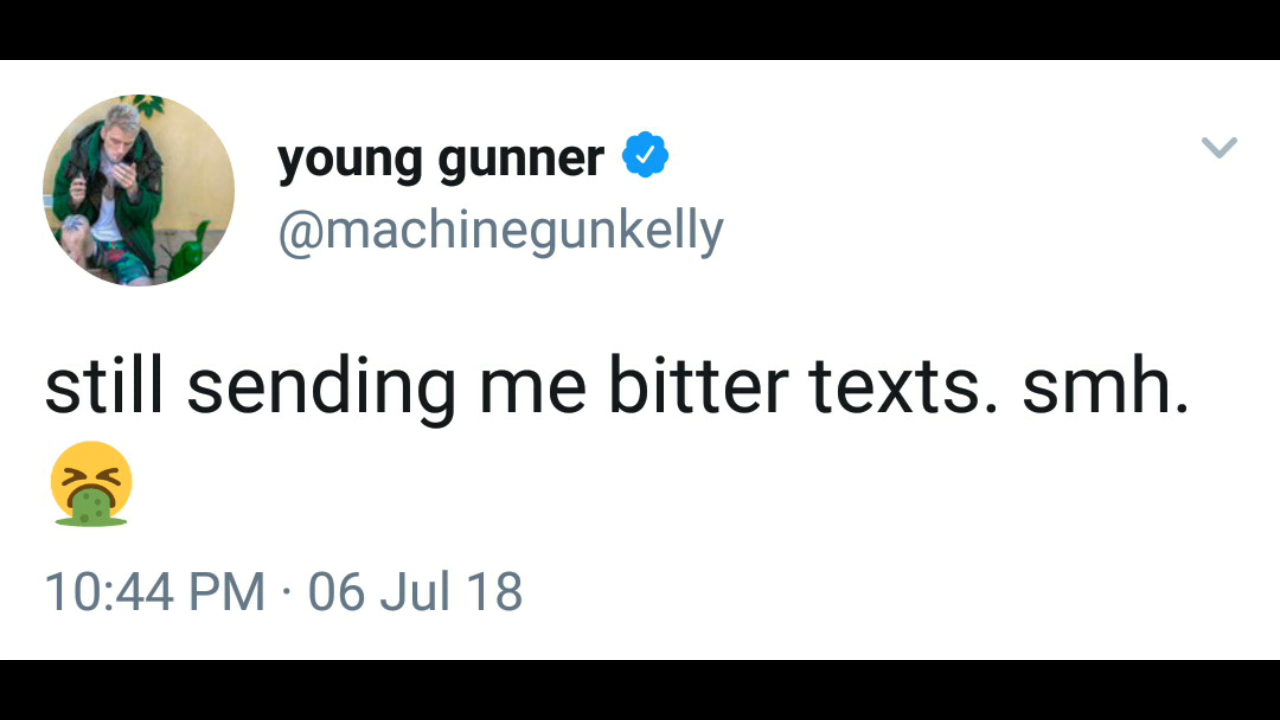 young gunner
@machinegunkelly
still sending me bitter texts. smh.
🤮
10:44 PM · 06 Jul 18